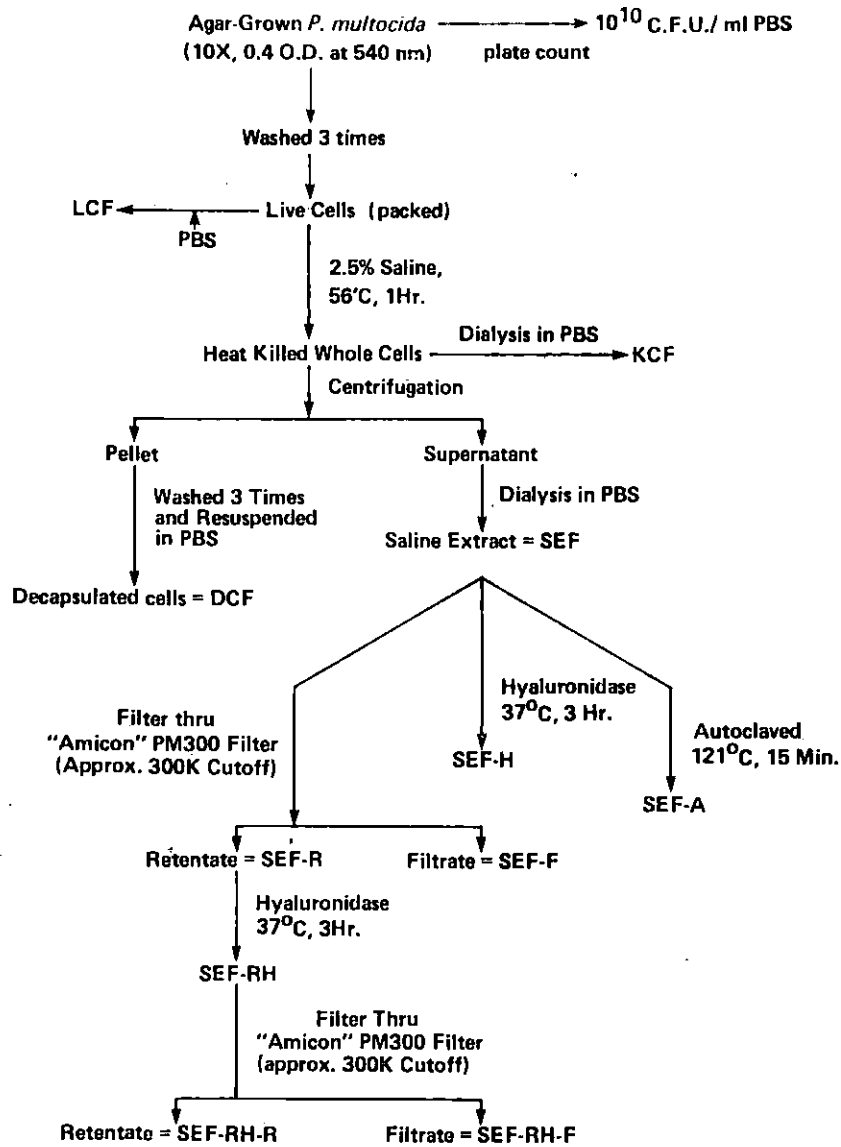 Agar-Grown P. multocida 10^10 C.F.U./ ml PBS
(10X, 0.4 O.D. at 540 nm) plate count
Washed 3 times
LCF Live Cells (packed)
PBS
2.5% Saline,
56°C, 1Hr.
Heat Killed Whole Cells Dialysis in PBS KCF
Centrifugation
Pellet Supernatant
Washed 3 Times
and Resuspended
in PBS
Dialysis in PBS
Saline Extract = SEF
Decapsulated cells = DCF
Filter thru
"Amicon" PM300 Filter
(Approx. 300K Cutoff)
Hyaluronidase
37°C, 3 Hr.
SEF-H
Autoclaved
121°C, 15 Min.
SEF-A
Retentate = SEF-R Filtrate = SEF-F
Hyaluronidase
37°C, 3Hr.
SEF-RH
Filter Thru
"Amicon" PM300 Filter
(approx. 300K Cutoff)
Retentate = SEF-RH-R Filtrate = SEF-RH-F